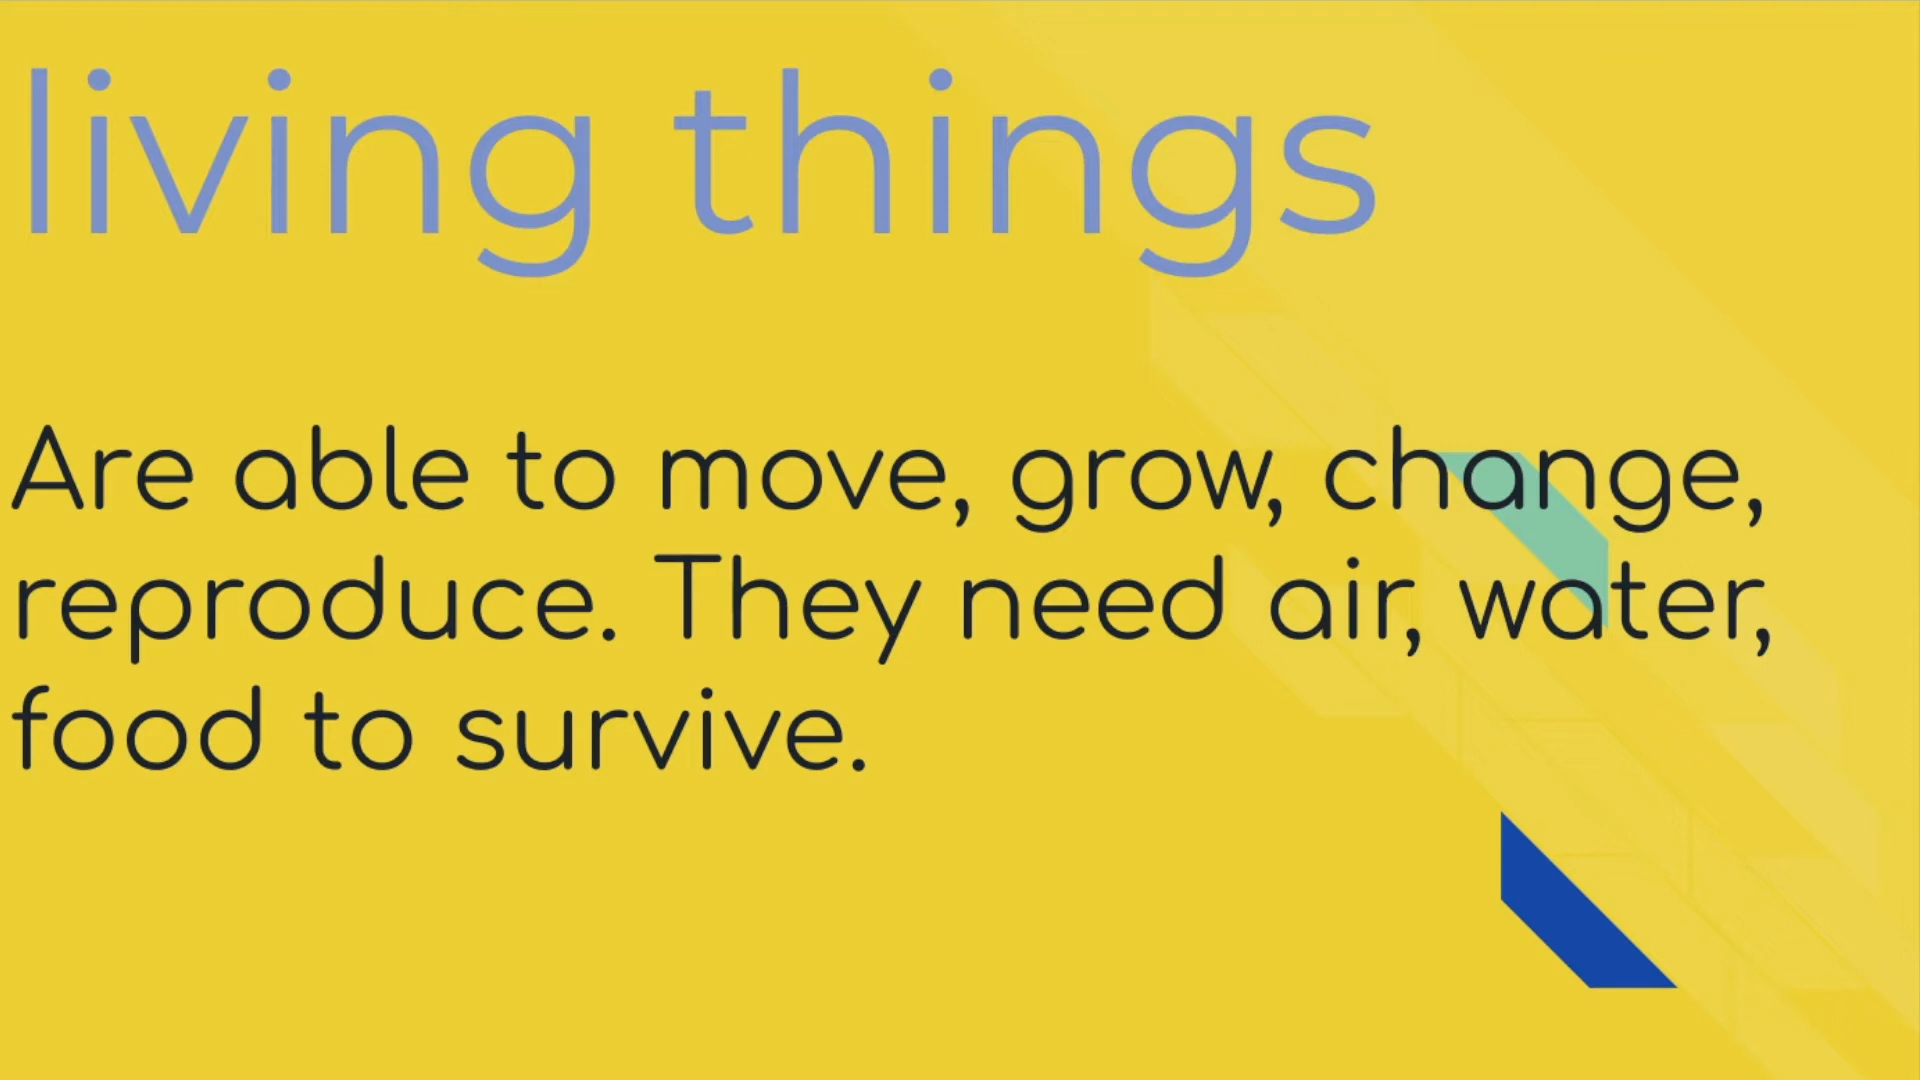 living things
Are able to move, grow, change,
reproduce. They need air, water,
food to survive.